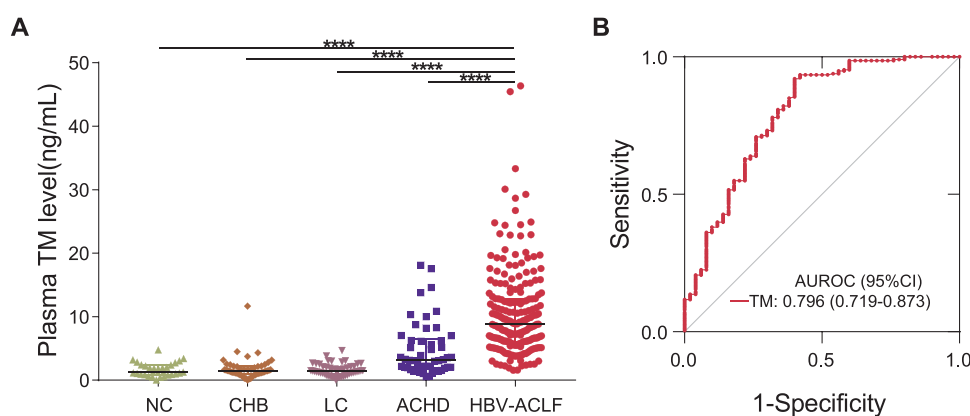 A
****
****
****
****
Plasma TM level(ng/mL)
50
40
30
20
10
0
NC CHB LC ACHD HBV-ACLF
B
Sensitivity
1.0
0.5
0.0
AUROC (95%CI)
TM: 0.796 (0.719-0.873)
0.0 0.5 1.0
1-Specificity